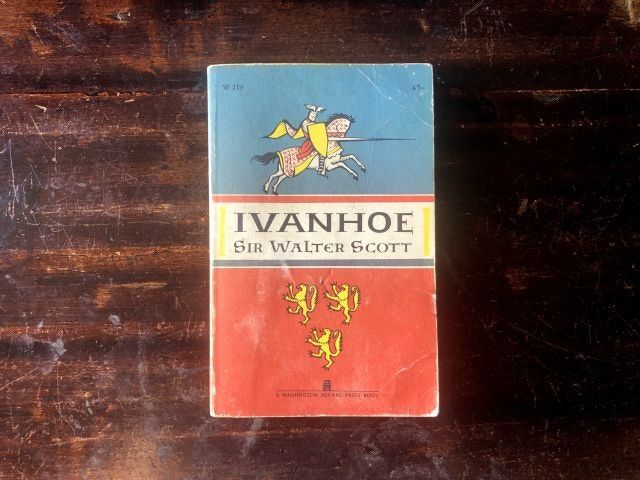 W 219 45¢
IVANHOE
SIR WALTER SCOTT
A WASHINGTON SQUARE PRESS BOOK